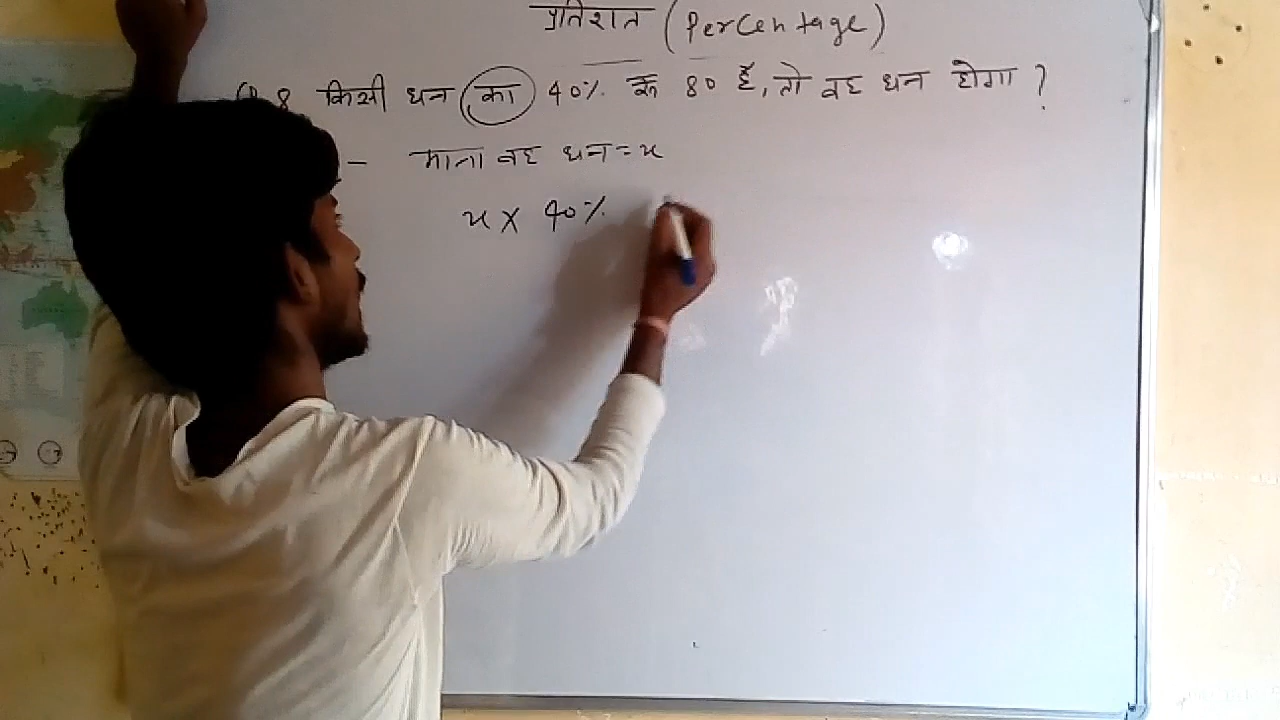 प्रतिशत (Percentage)
Q.8 किसी धन का 40% रू 80 है, तो वह धन होगा ?
– माना वह धन = x
x × 40%